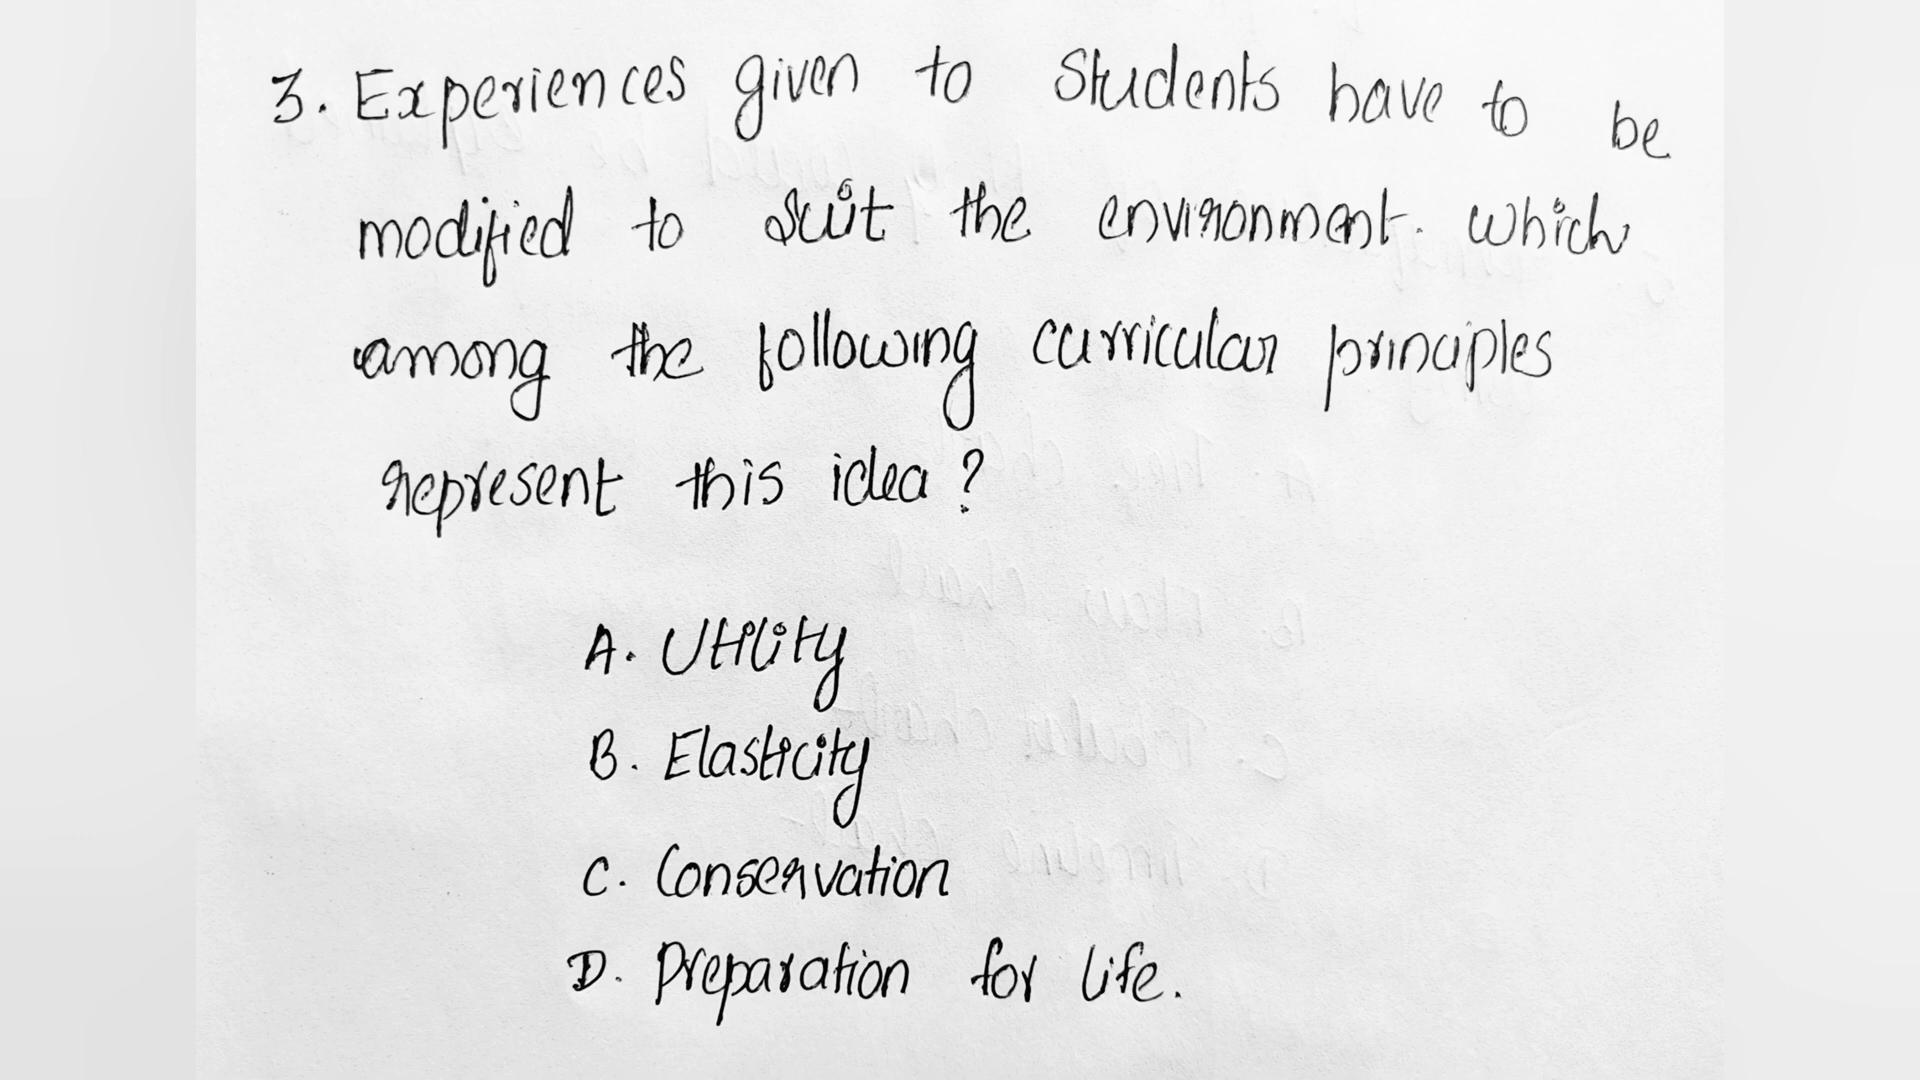 3. Experiences given to students have to be
modified to suit the environment. which
among the following curricular principles
represent this idea?
A. Utility
B. Elasticity
C. Conservation
D. Preparation for life.